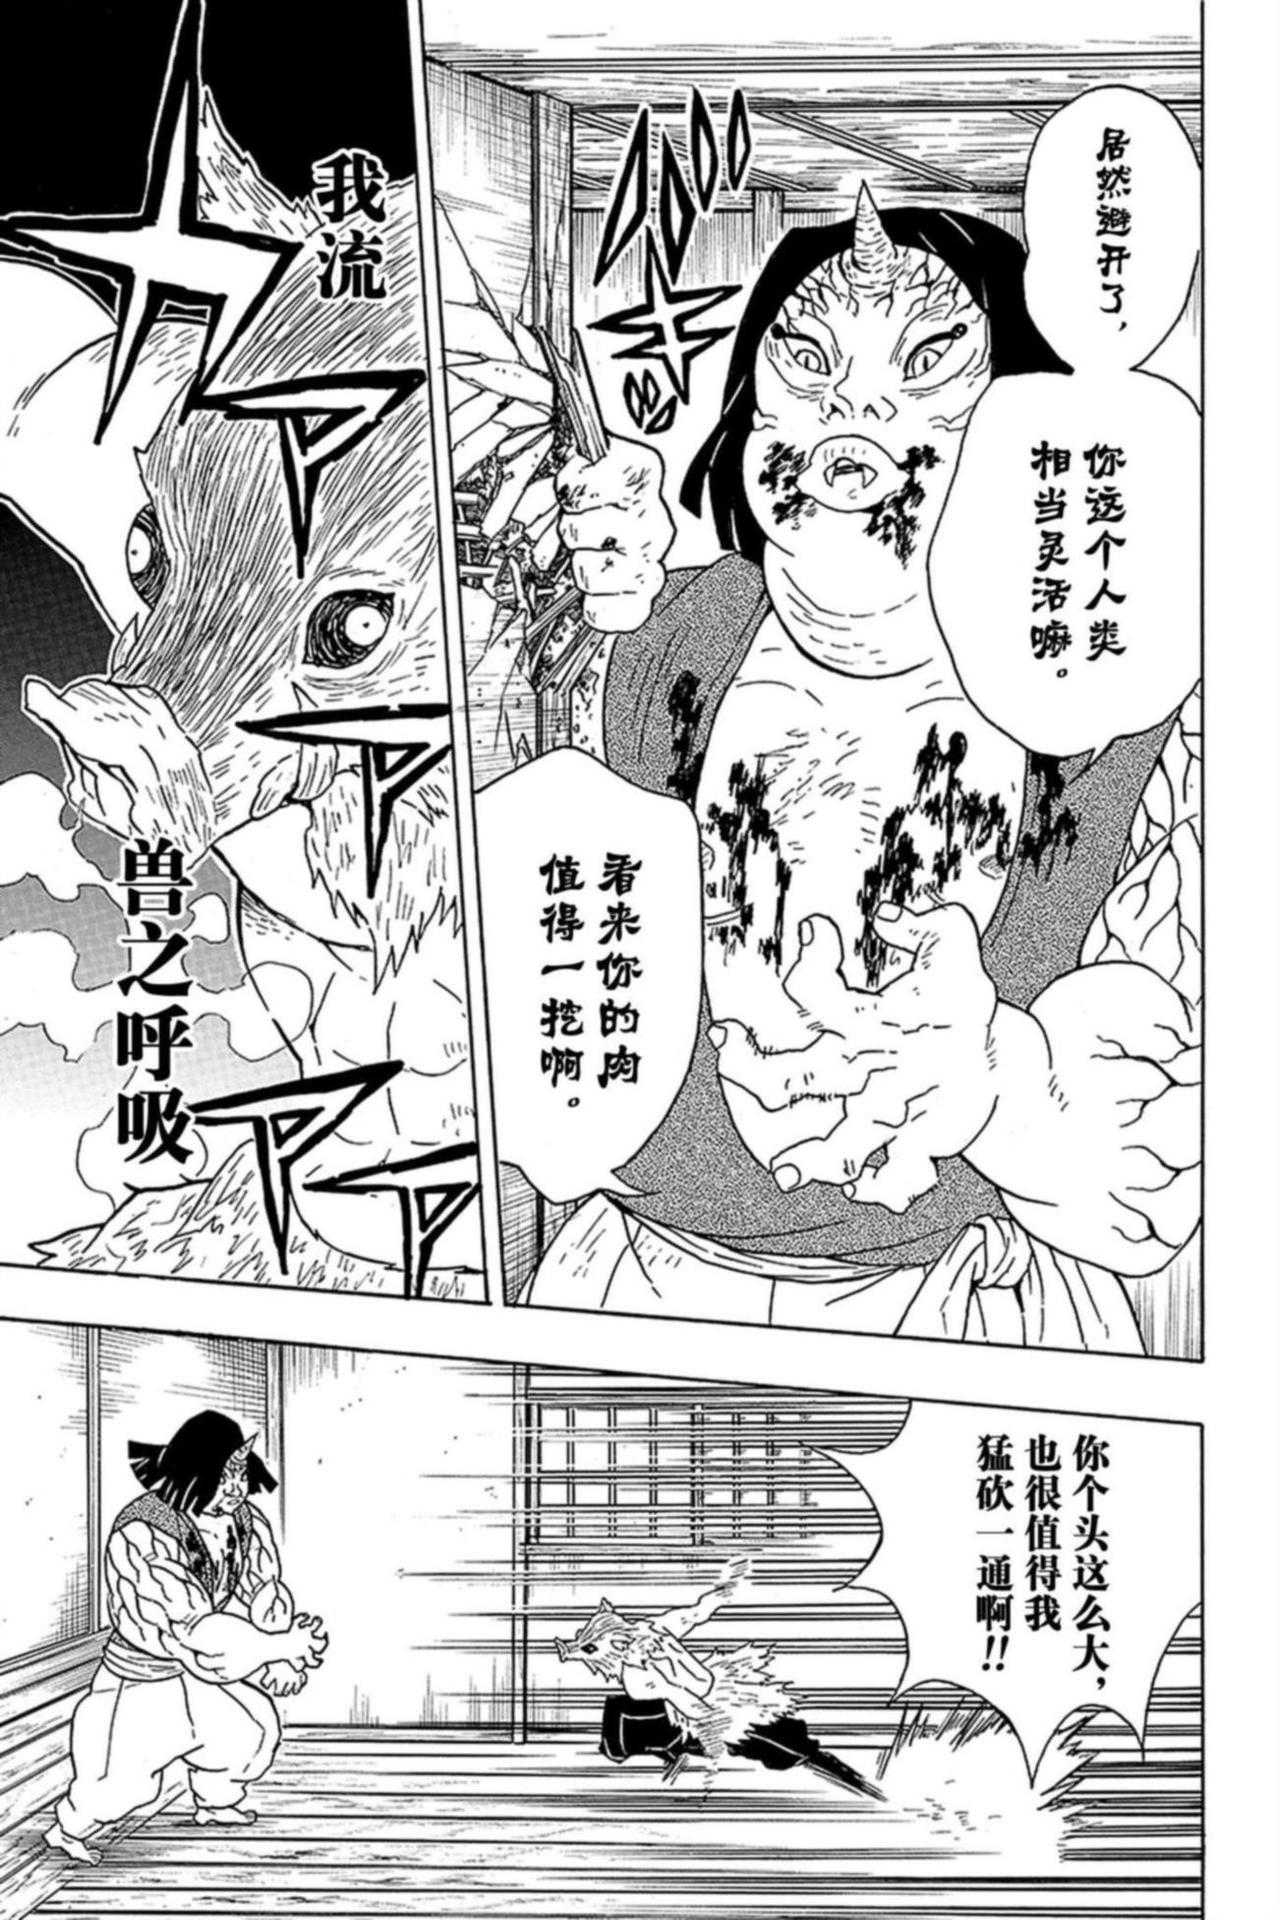 居然避开了，
你这个人类
相当灵活嘛。
看来你的肉
值得一挖啊。
我流
兽之呼吸
你个头这么大，
也很值得我
猛砍一通啊!!